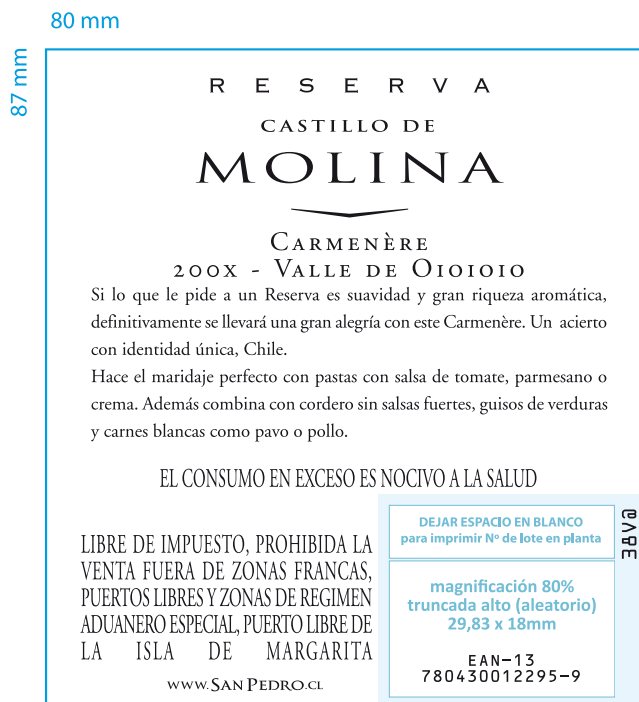 80 mm
87 mm
RESERVA
CASTILLO DE
MOLINA
CARMENÈRE
200X - VALLE DE OIOIOIO
Si lo que le pide a un Reserva es suavidad y gran riqueza aromática,
definitivamente se llevará una gran alegría con este Carmenère. Un acierto
con identidad única, Chile.
Hace el maridaje perfecto con pastas con salsa de tomate, parmesano o
crema. Además combina con cordero sin salsas fuertes, guisos de verduras
y carnes blancas como pavo o pollo.
EL CONSUMO EN EXCESO ES NOCIVO A LA SALUD
LIBRE DE IMPUESTO, PROHIBIDA LA
VENTA FUERA DE ZONAS FRANCAS,
PUERTOS LIBRES Y ZONAS DE REGIMEN
ADUANERO ESPECIAL, PUERTO LIBRE DE
LA ISLA DE MARGARITA
WWW.SAN PEDRO.CL
DEJAR ESPACIO EN BLANCO
para imprimir Nº de lote en planta
magnificación 80%
truncada alto (aleatorio)
29,83 x 18mm
EAN-13
780430012295-9